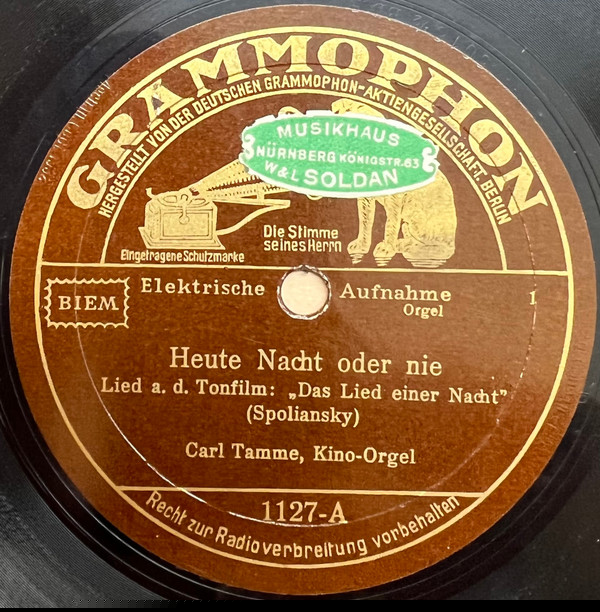 GRAMMOPHON
HERGESTELLT VON DER DEUTSCHEN GRAMMOPHON-AKTIENGESELLSCHAFT. BERLIN
MUSIKHAUS
NÜRNBERG KÖNIGSTR. 63
W & L SOLDAN
Die Stimme
seines Herrn
Eingetragene Schutzmarke
BIEM
Elektrische Aufnahme 1
Orgel
Heute Nacht oder nie
Lied a. d. Tonfilm: „Das Lied einer Nacht”
(Spoliansky)
Carl Tamme, Kino-Orgel
1127-A
Recht zur Radioverbreitung vorbehalten